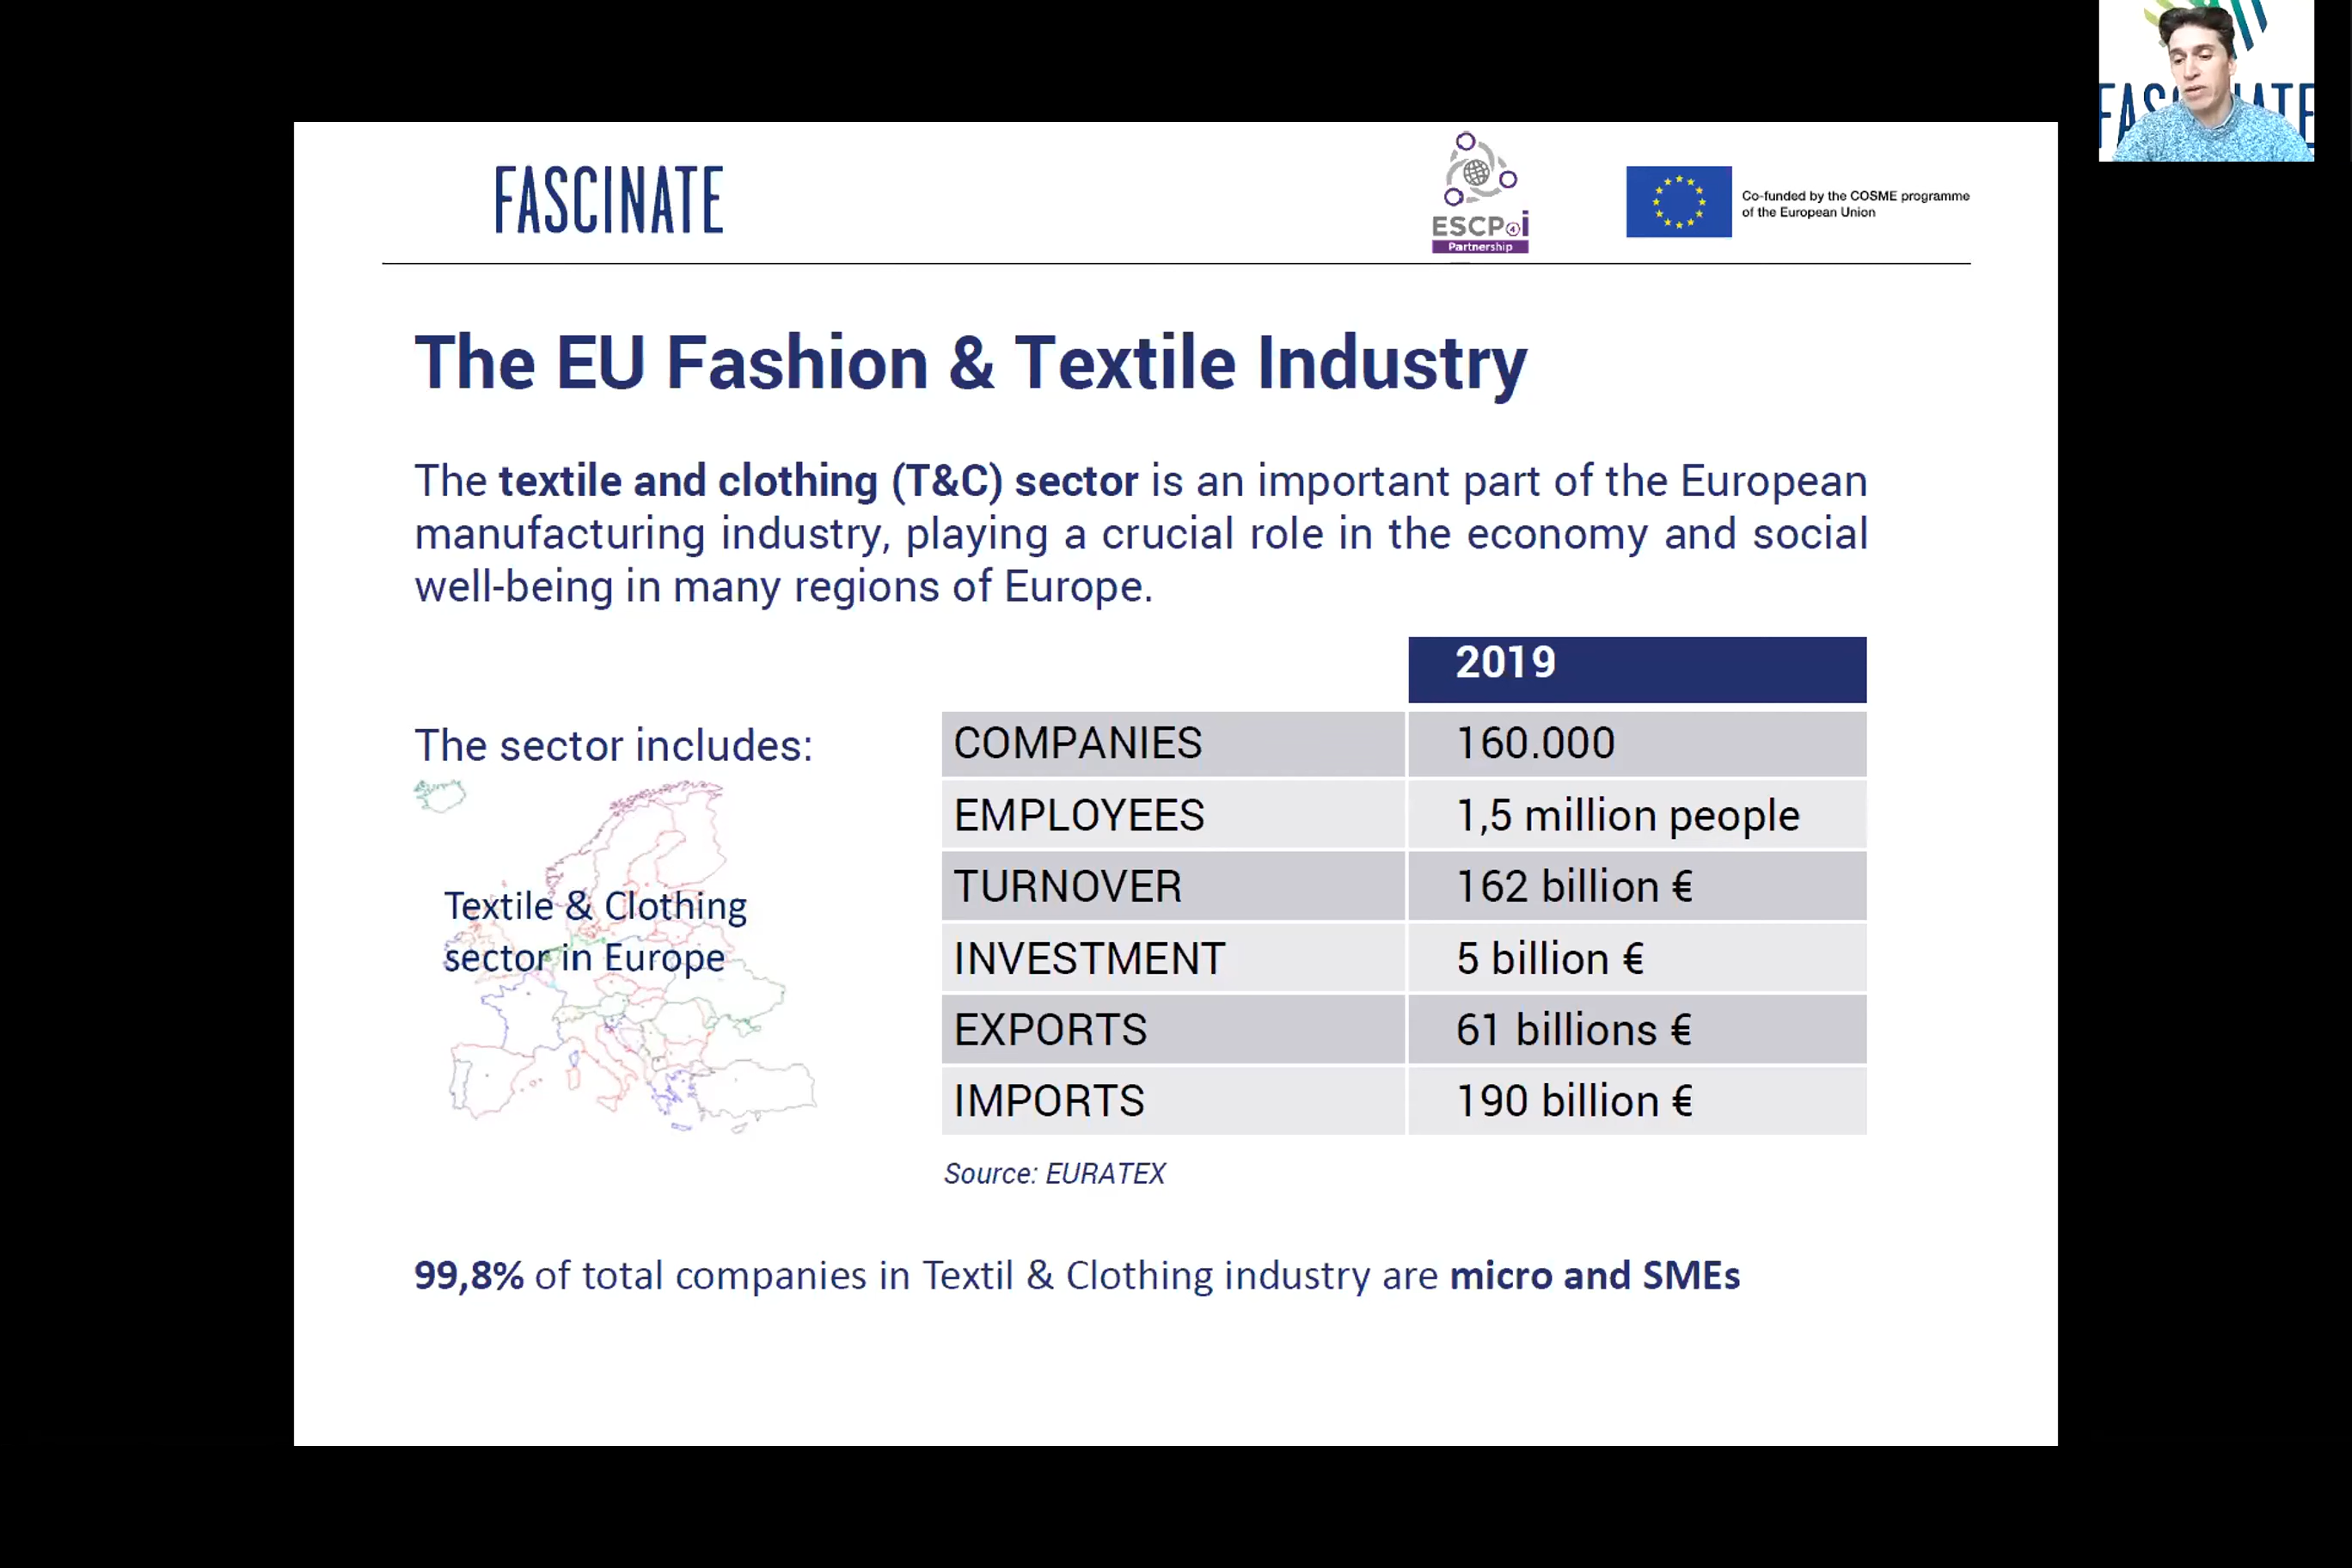 FASCINATE
ESCP4i
Partnership
Co-funded by the COSME programme
of the European Union
The EU Fashion & Textile Industry
The textile and clothing (T&C) sector is an important part of the European
manufacturing industry, playing a crucial role in the economy and social
well-being in many regions of Europe.
The sector includes:
Textile & Clothing
sector in Europe
2019
COMPANIES 160.000
EMPLOYEES 1,5 million people
TURNOVER 162 billion €
INVESTMENT 5 billion €
EXPORTS 61 billions €
IMPORTS 190 billion €
Source: EURATEX
99,8% of total companies in Textil & Clothing industry are micro and SMEs